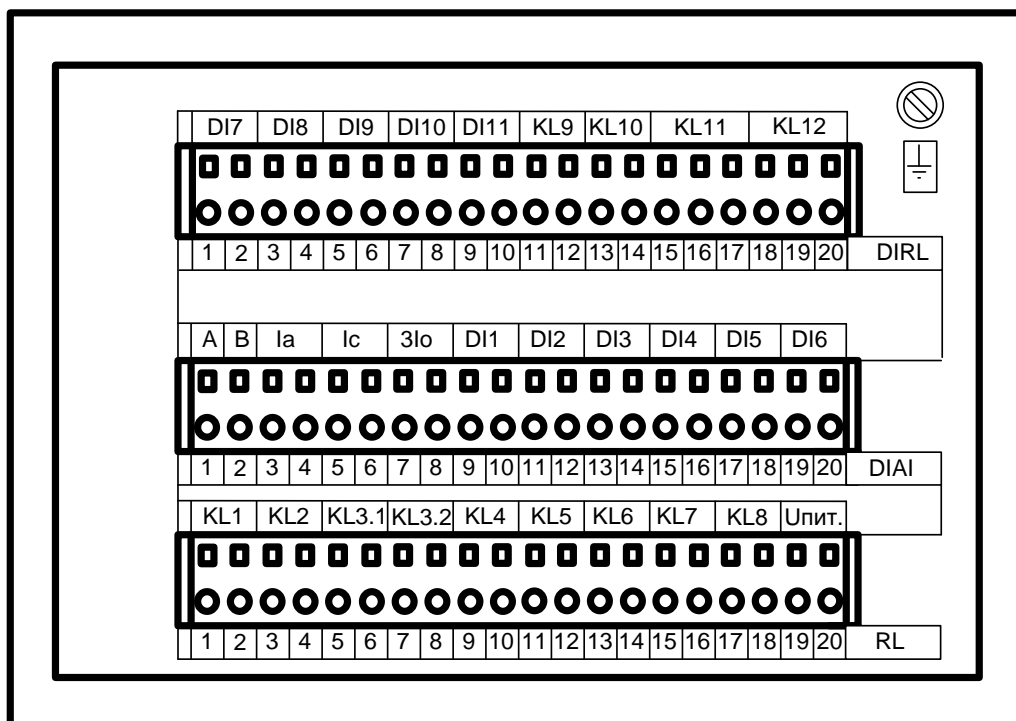 DI7 DI8 DI9 DI10 DI11 KL9 KL10 KL11 KL12
1 2 3 4 5 6 7 8 9 10 11 12 13 14 15 16 17 18 19 20 DIRL
A B Ia Ic 3Io DI1 DI2 DI3 DI4 DI5 DI6
1 2 3 4 5 6 7 8 9 10 11 12 13 14 15 16 17 18 19 20 DIAI
KL1 KL2 KL3.1 KL3.2 KL4 KL5 KL6 KL7 KL8 Uпит.
1 2 3 4 5 6 7 8 9 10 11 12 13 14 15 16 17 18 19 20 RL